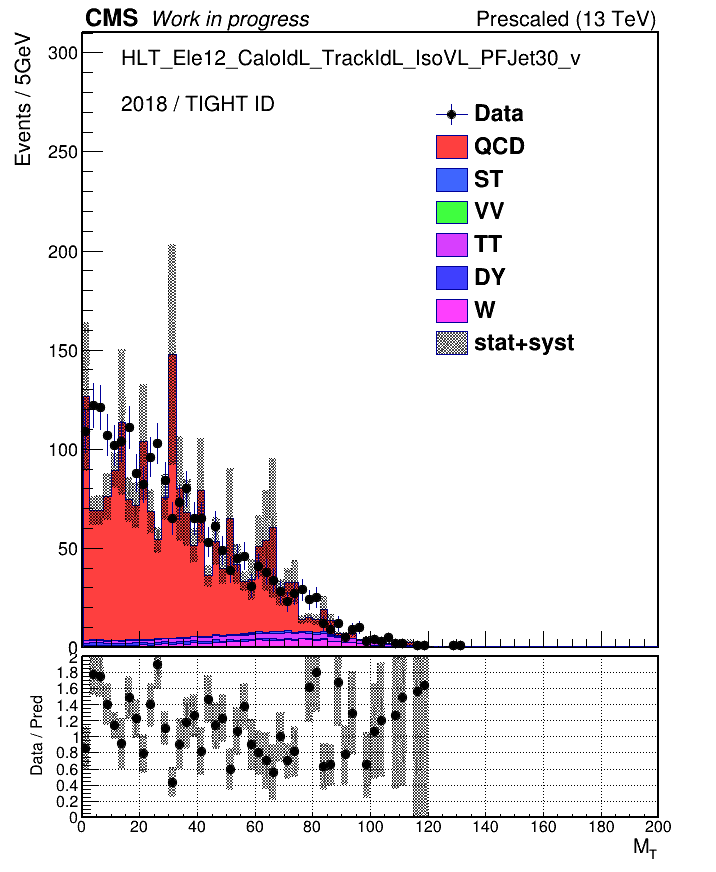 CMS Work in progress Prescaled (13 TeV)
Events / 5GeV
HLT_Ele12_CaloIdL_TrackIdL_IsoVL_PFJet30_v
2018 / TIGHT ID
Data
QCD
ST
VV
TT
DY
W
stat+syst
300
250
200
150
100
50
0
Data / Pred
2
1.8
1.6
1.4
1.2
1
0.8
0.6
0.4
0.2
0
0 20 40 60 80 100 120 140 160 180 200
M_T